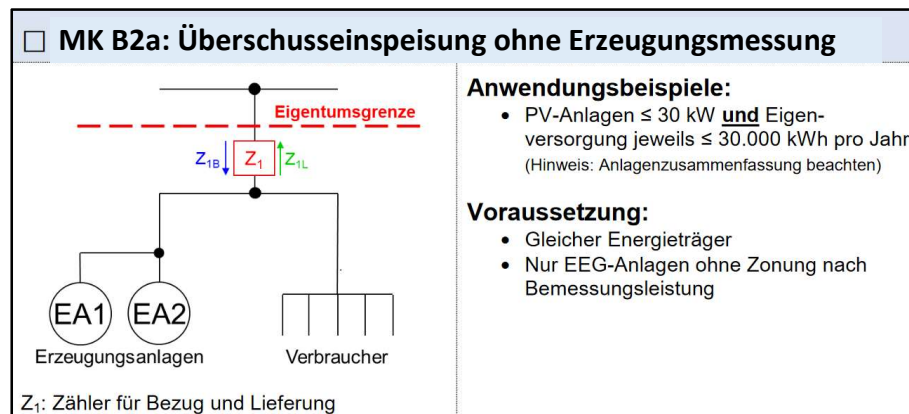 ☐ MK B2a: Überschusseinspeisung ohne Erzeugungsmessung
Eigentumsgrenze
Z1B Z1 Z1L
EA1 EA2
Erzeugungsanlagen
Verbraucher
Z1: Zähler für Bezug und Lieferung
Anwendungsbeispiele:
• PV-Anlagen ≤ 30 kW und Eigen-
versorgung jeweils ≤ 30.000 kWh pro Jahr
(Hinweis: Anlagenzusammenfassung beachten)
Voraussetzung:
• Gleicher Energieträger
• Nur EEG-Anlagen ohne Zonung nach
Bemessungsleistung